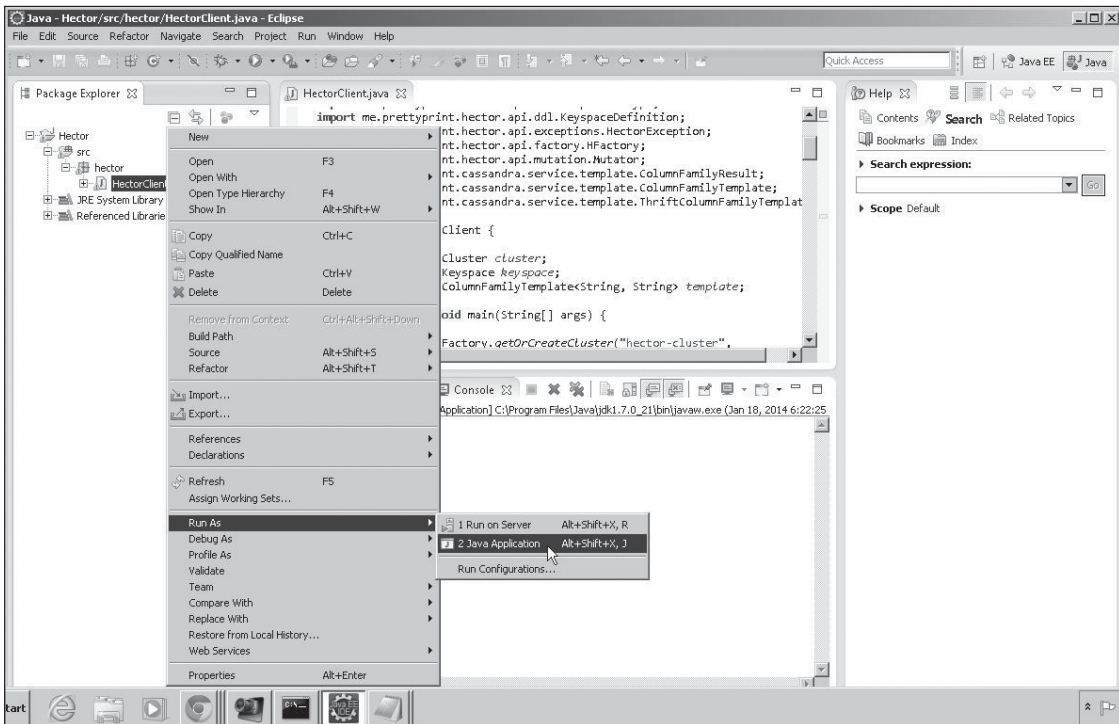 Java - Hector/src/hector/HectorClient.java - Eclipse
File Edit Source Refactor Navigate Search Project Run Window Help
Quick Access
Java EE
Java
Package Explorer
Hector
src
hector
HectorClien
JRE System Library
Referenced Librarie
HectorClient.java
import me.prettyprint.hector.api.ddl.KeyspaceDefinition;
nt.hector.api.exceptions.HectorException;
nt.hector.api.factory.HFactory;
nt.hector.api.mutation.Mutator;
nt.cassandra.service.template.ColumnFamilyResult;
nt.cassandra.service.template.ColumnFamilyTemplate;
nt.cassandra.service.template.ThriftColumnFamilyTemplat
Client {
Cluster cluster;
Keyspace keyspace;
ColumnFamilyTemplate<String, String> template;
oid main(String[] args) {
Factory.getOrCreateCluster("hector-cluster",
Console
Application] C:\Program Files\Java\jdk1.7.0_21\bin\javaw.exe (Jan 18, 2014 6:22:25
New
Open F3
Open With
Open Type Hierarchy F4
Show In Alt+Shift+W
Copy Ctrl+C
Copy Qualified Name
Paste Ctrl+V
Delete Delete
Remove from Context Ctrl+Alt+Shift+Down
Build Path
Source Alt+Shift+S
Refactor Alt+Shift+T
Import...
Export...
References
Declarations
Refresh F5
Assign Working Sets...
Run As
Debug As
Profile As
Validate
Team
Compare With
Replace With
Restore from Local History...
Web Services
Properties Alt+Enter
1 Run on Server Alt+Shift+X, R
2 Java Application Alt+Shift+X, J
Run Configurations...
Help
Contents Search Related Topics
Bookmarks Index
Search expression:
Go
Scope Default
tart
Java EE
IDE